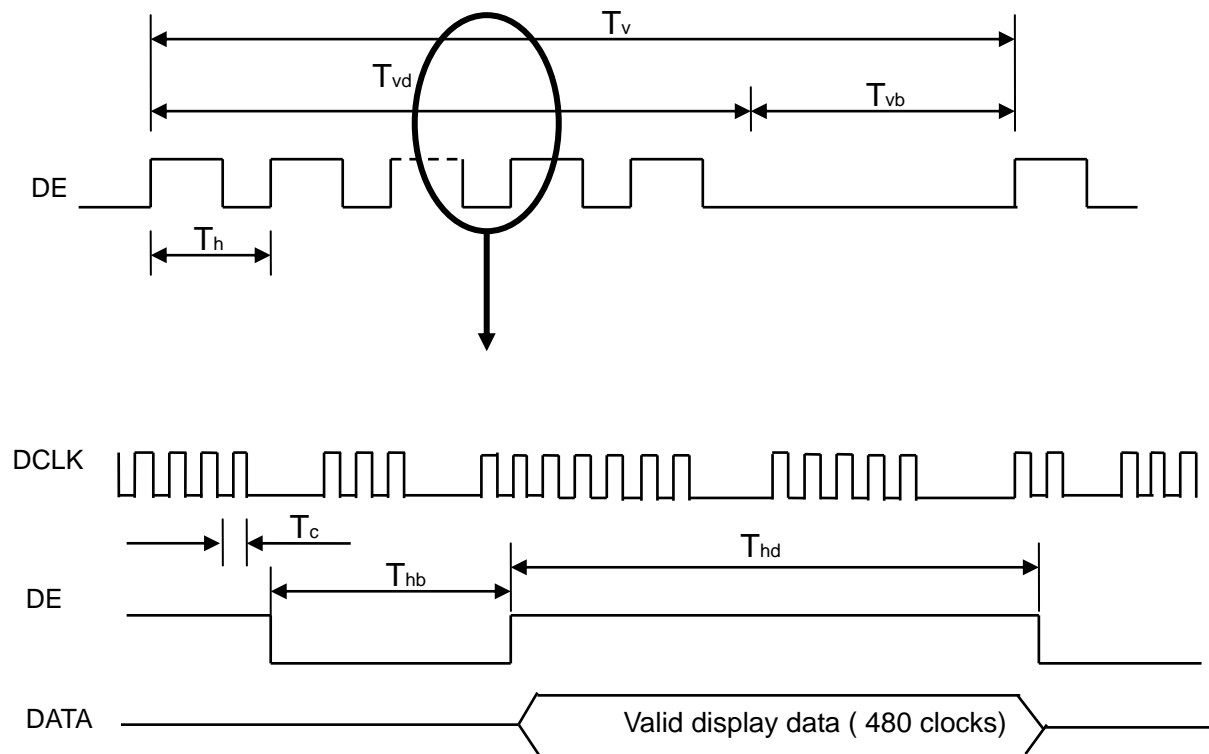 Tv
Tvd
Tvb
DE
Th
DCLK
Tc
Thd
Thb
DE
DATA
Valid display data ( 480 clocks)